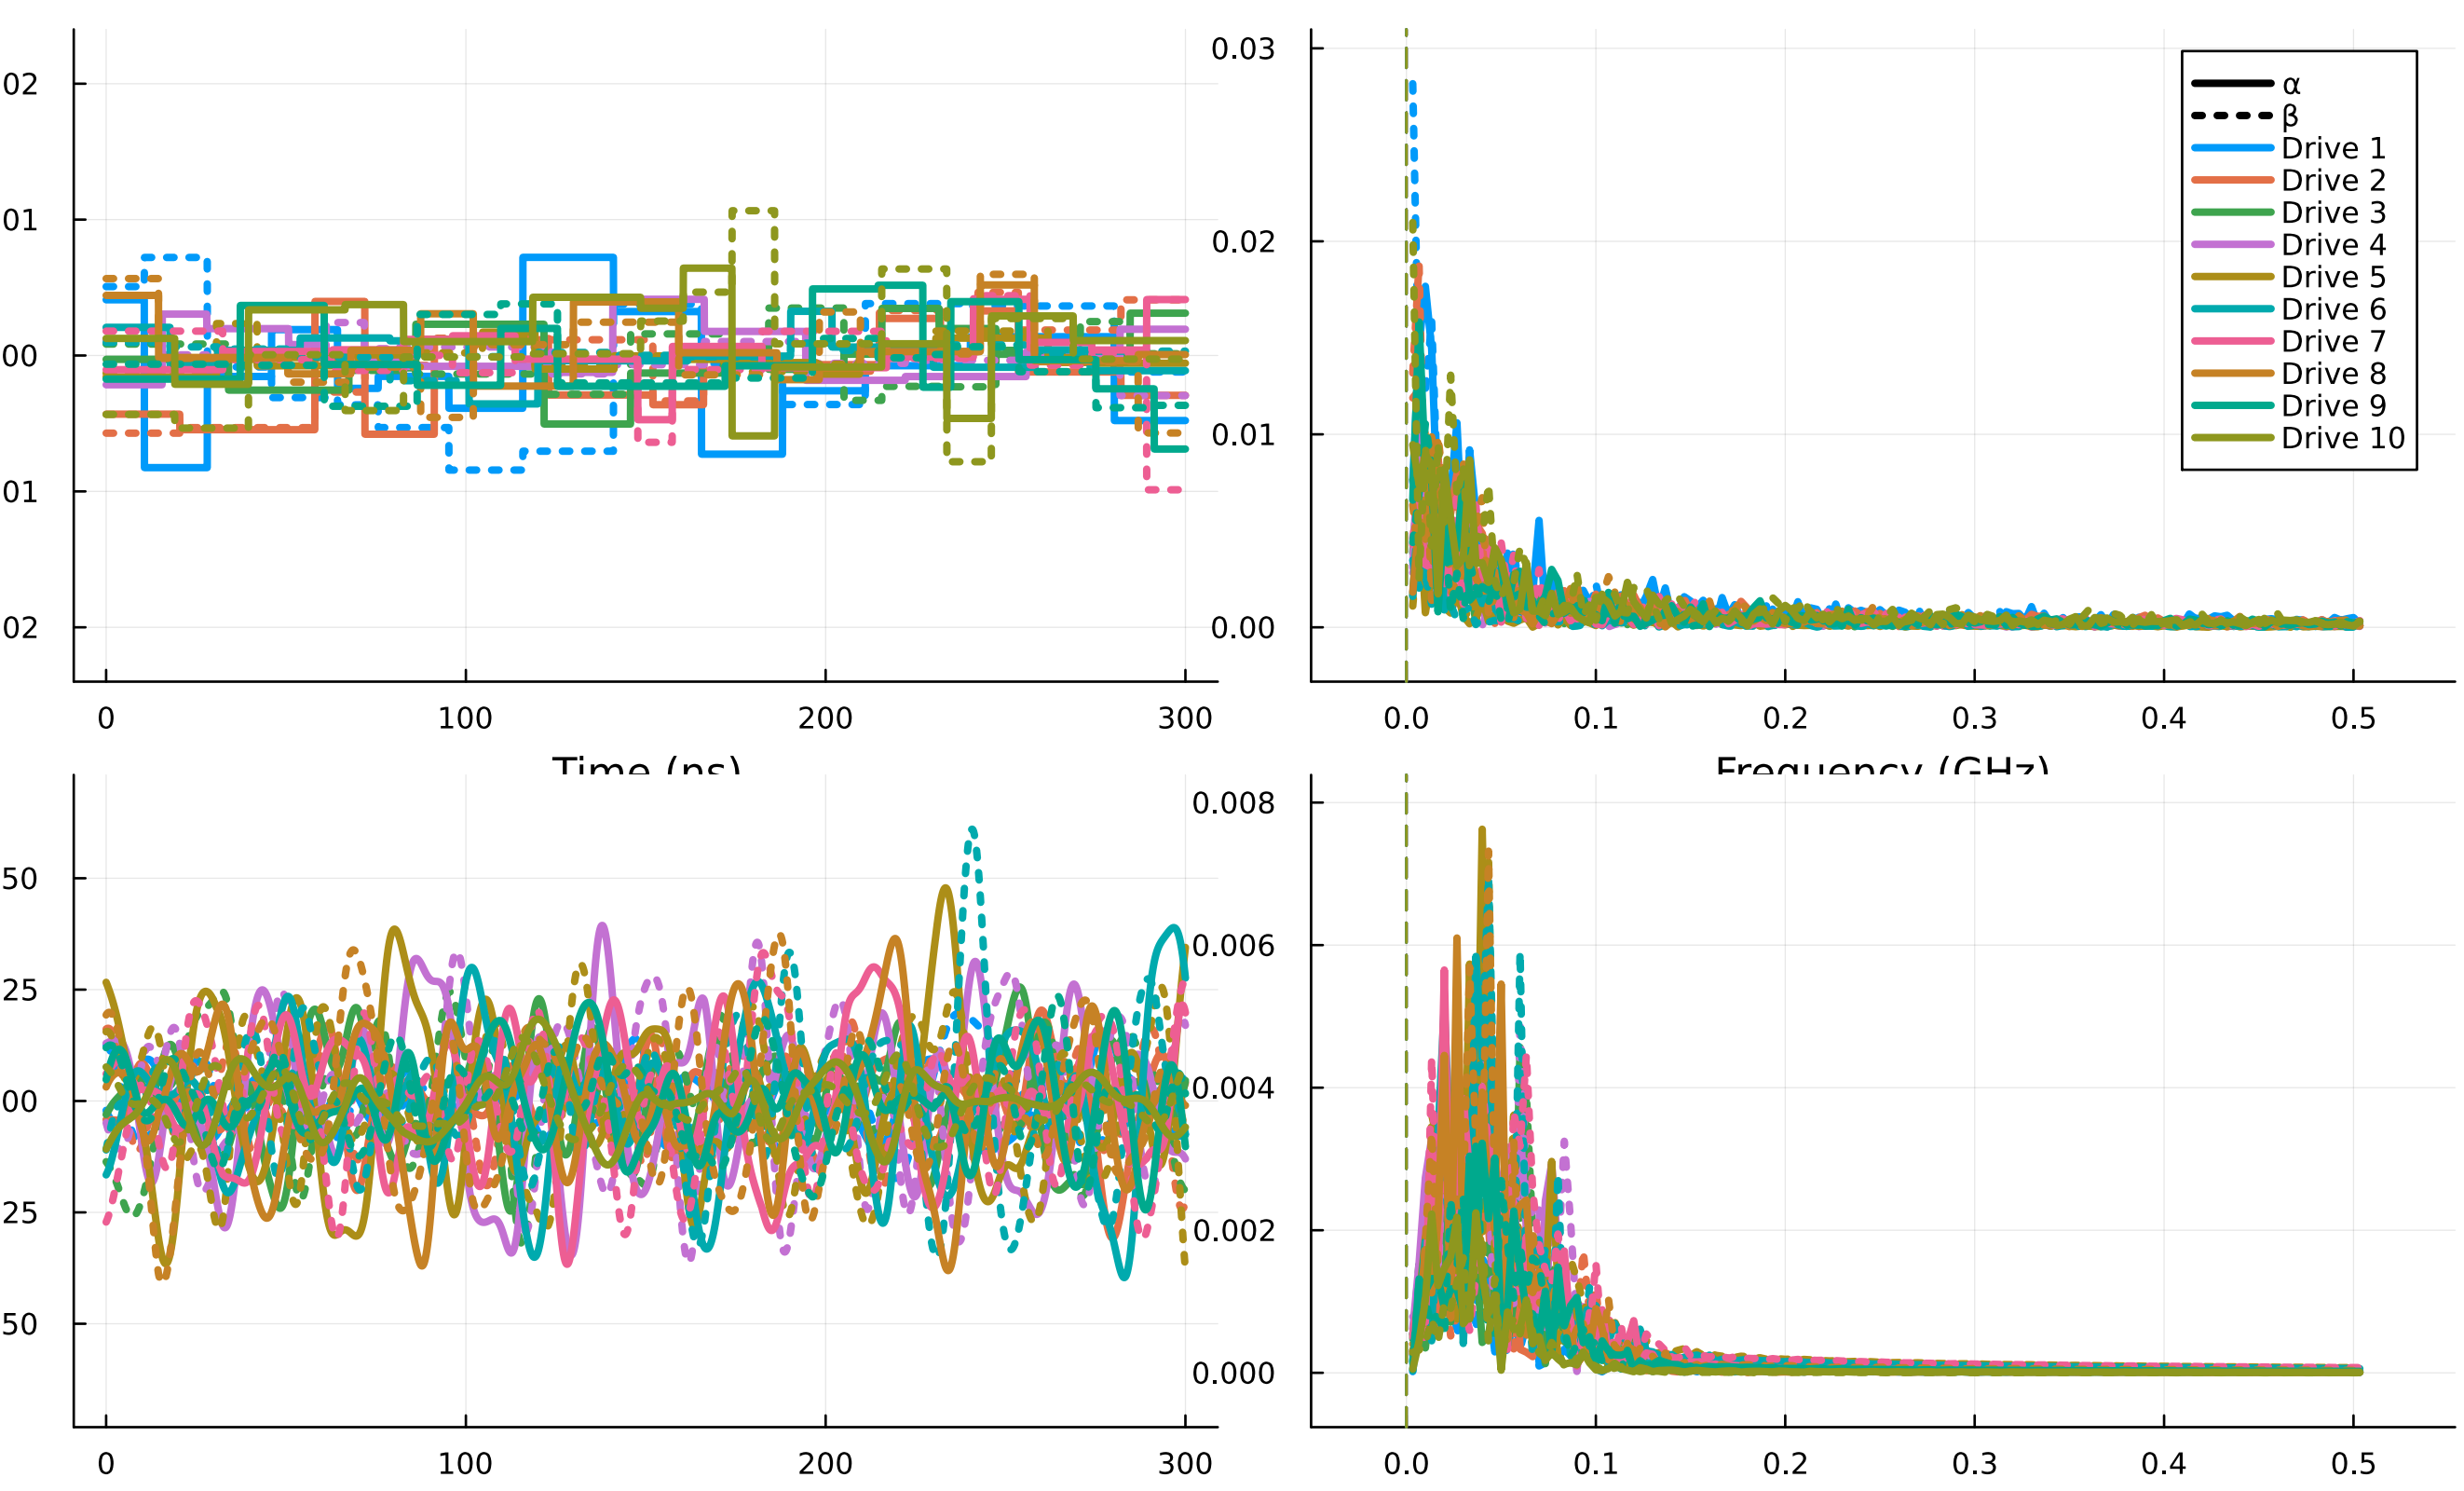 02
01
00
01
02
0 100 200 300
Time (ns)
0.03
0.02
0.01
0.00
0.0 0.1 0.2 0.3 0.4 0.5
Frequency (GHz)
α
β
Drive 1
Drive 2
Drive 3
Drive 4
Drive 5
Drive 6
Drive 7
Drive 8
Drive 9
Drive 10
50
25
00
25
50
0 100 200 300
0.008
0.006
0.004
0.002
0.000
0.0 0.1 0.2 0.3 0.4 0.5